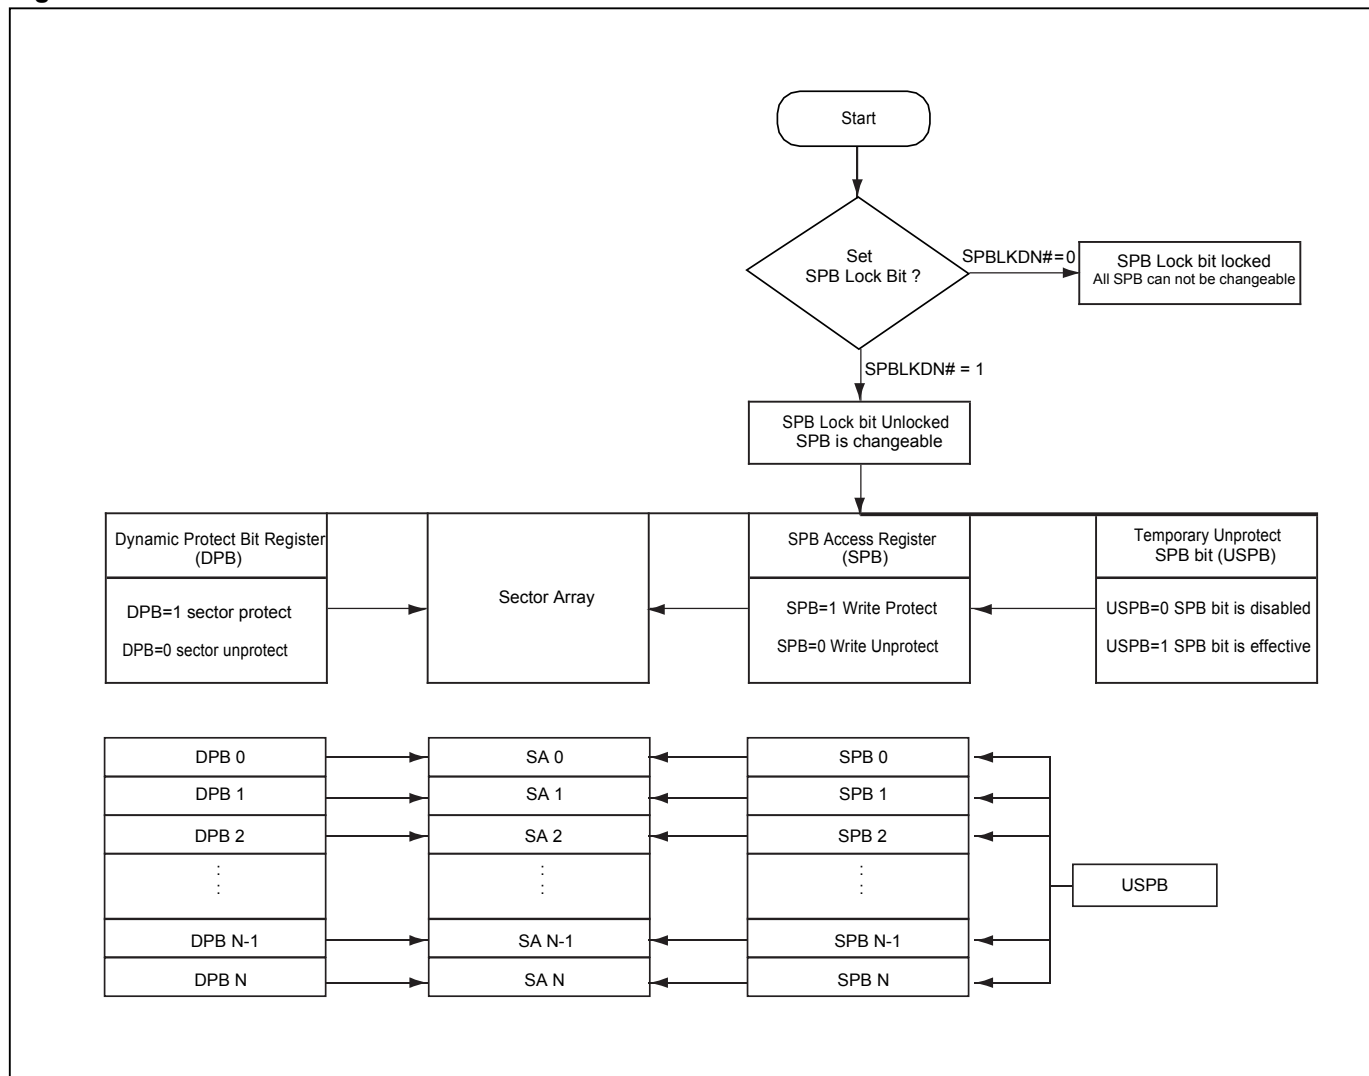 Start
Set
SPB Lock Bit ?
SPBLKDN#=0
SPB Lock bit locked
All SPB can not be changeable
SPBLKDN# = 1
SPB Lock bit Unlocked
SPB is changeable
Dynamic Protect Bit Register
(DPB)
DPB=1 sector protect
DPB=0 sector unprotect
Sector Array
SPB Access Register
(SPB)
SPB=1 Write Protect
SPB=0 Write Unprotect
Temporary Unprotect
SPB bit (USPB)
USPB=0 SPB bit is disabled
USPB=1 SPB bit is effective
DPB 0
SA 0
SPB 0
DPB 1
SA 1
SPB 1
DPB 2
SA 2
SPB 2
USPB
DPB N-1
SA N-1
SPB N-1
DPB N
SA N
SPB N